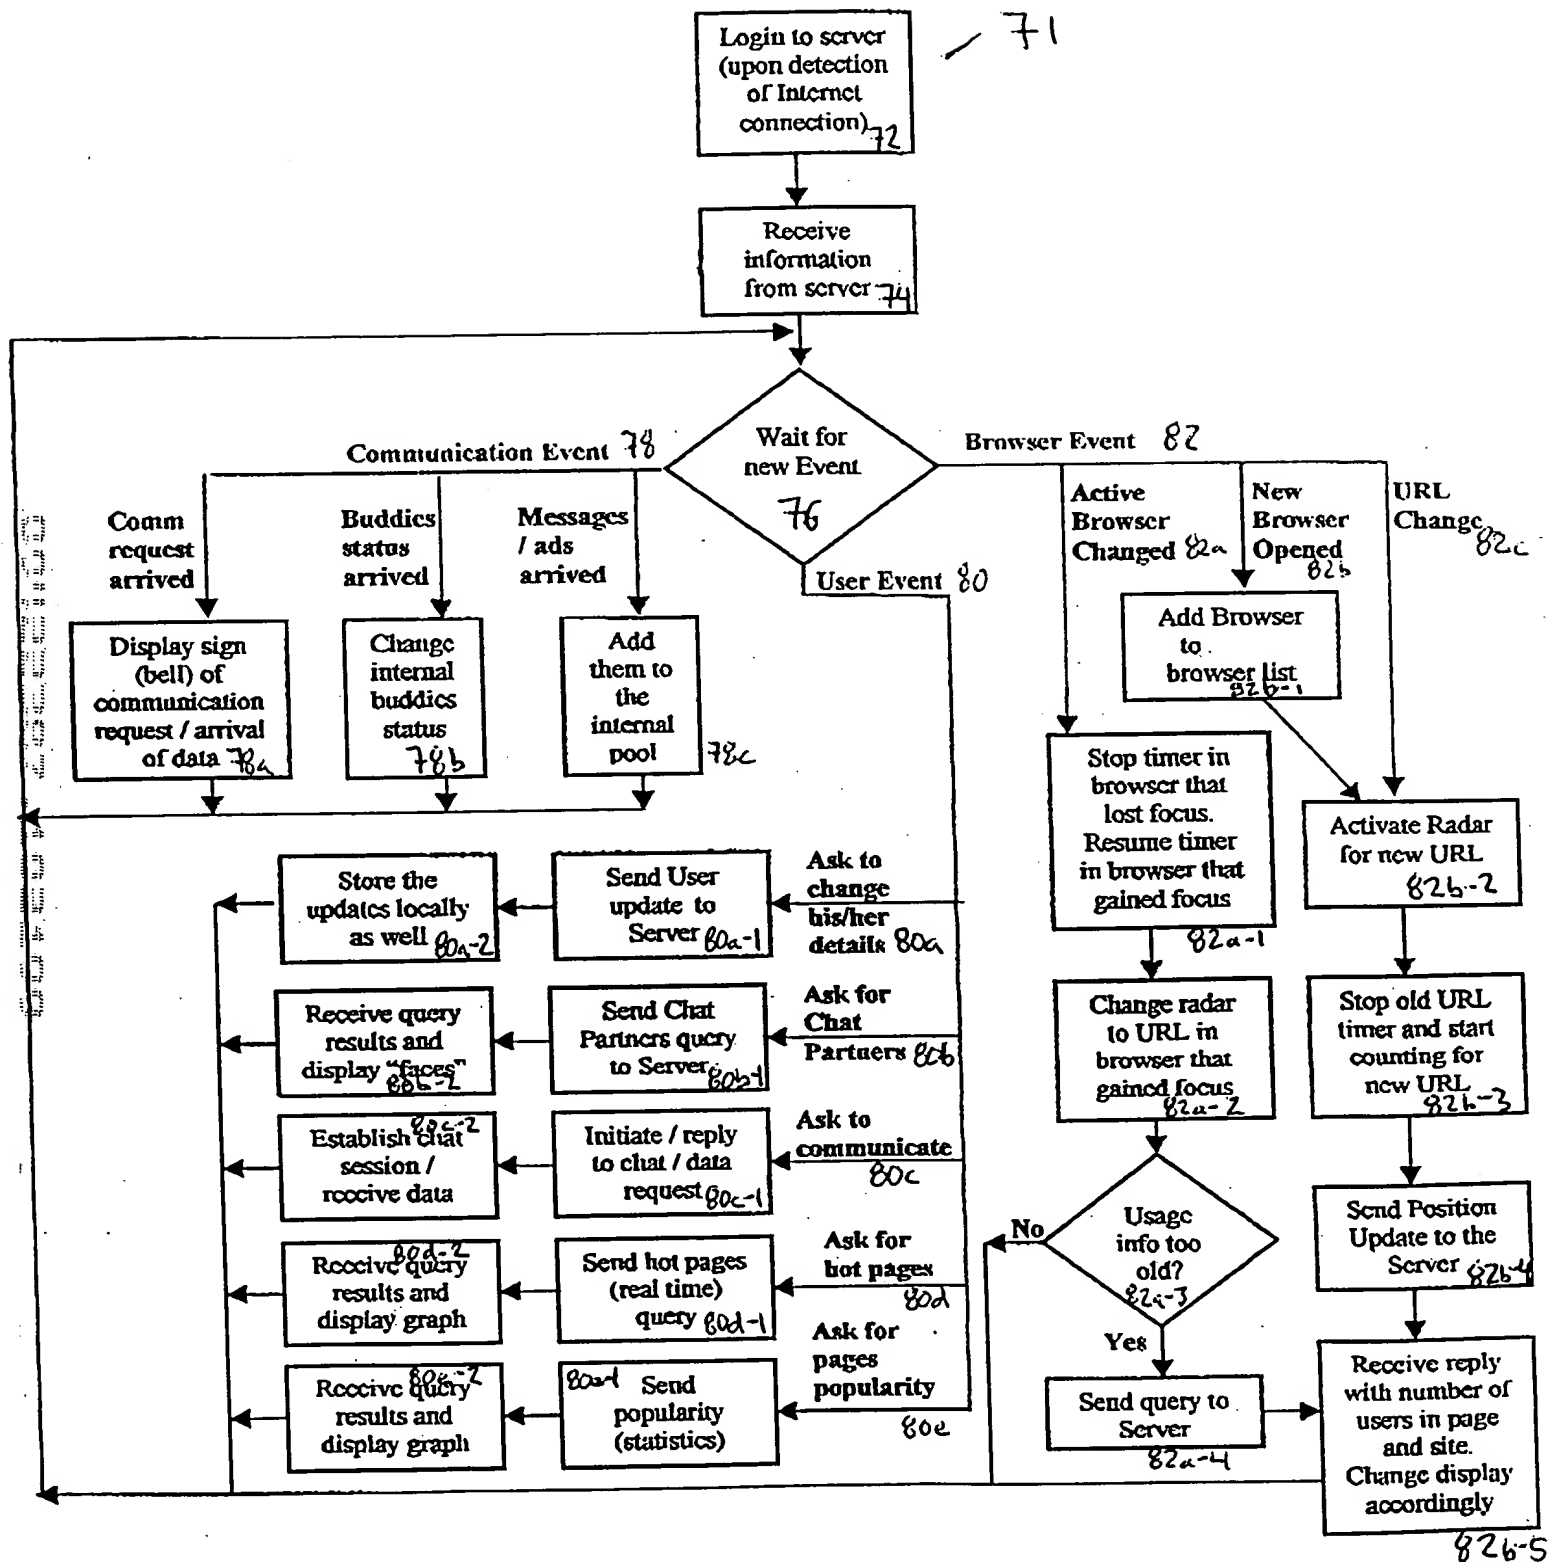 Login to server
(upon detection
of Internet
connection)
72
71
Receive
information
from server
74
Wait for
new Event
76
Communication Event 78
Comm
request
arrived
Buddies
status
arrived
Messages
/ ads
arrived
Display sign
(bell) of
communication
request / arrival
of data 78a
Change
internal
buddies
status
78b
Add
them to
the
internal
pool
78c
User Event 80
Ask to
change
his/her
details 80a
Send User
update to
Server 80a-1
Store the
updates locally
as well 80a-2
Ask for
Chat
Partners 80b
Send Chat
Partners query
to Server 80b-1
Receive query
results and
display "faces"
80b-2
Ask to
communicate
80c
Initiate / reply
to chat / data
request 80c-1
80c-2
Establish chat
session /
receive data
Ask for
hot pages
80d
Send hot pages
(real time)
query 80d-1
80d-2
Receive query
results and
display graph
Ask for
pages
popularity
80e
Send
popularity
(statistics)
80e-2
Receive query
results and
display graph
Browser Event 82
Active
Browser
Changed 82a
New
Browser
Opened
82b
URL
Change
82c
Add Browser
to
browser list
82b-1
Stop timer in
browser that
lost focus.
Resume timer
in browser that
gained focus
82a-1
Change radar
to URL in
browser that
gained focus
82a-2
Usage
info too
old?
82a-3
No
Yes
Send query to
Server
82a-4
Activate Radar
for new URL
82b-2
Stop old URL
timer and start
counting for
new URL
82b-3
Send Position
Update to the
Server 82b-4
Receive reply
with number of
users in page
and site.
Change display
accordingly
82b-5